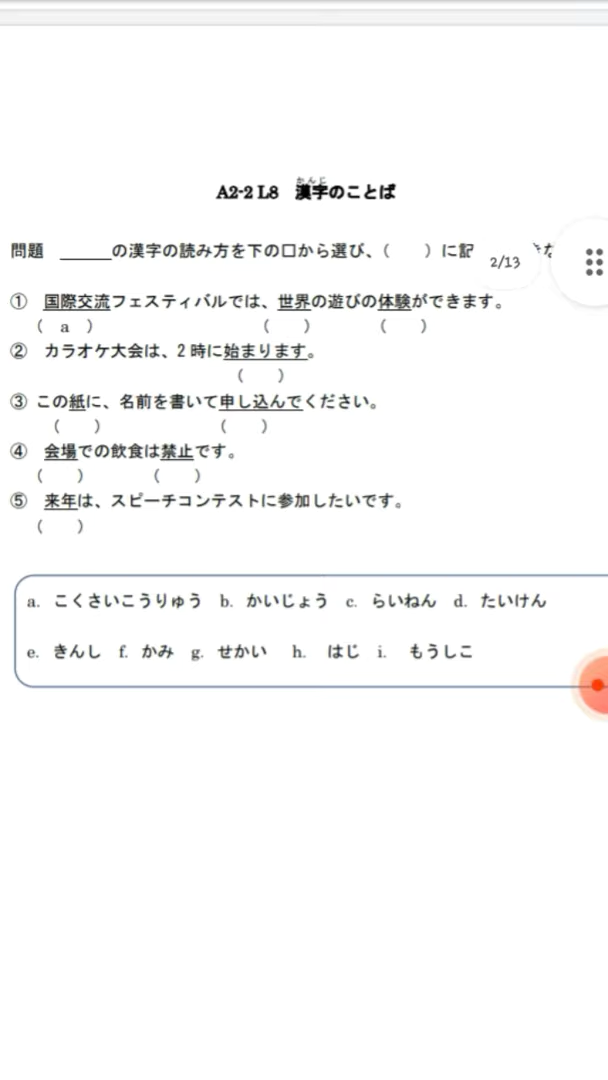 かんじ
A2-2 L8 漢字のことば
問題 ______の漢字の読み方を下の□から選び、（ ）に記
2/13
① 国際交流フェスティバルでは、世界の遊びの体験ができます。
（ a ） （ ） （ ）
② カラオケ大会は、2 時に始まります。
（ ）
③ この紙に、名前を書いて申し込んでください。
（ ） （ ）
④ 会場での飲食は禁止です。
（ ） （ ）
⑤ 来年は、スピーチコンテストに参加したいです。
（ ）
a. こくさいこうりゅう b. かいじょう c. らいねん d. たいけん
e. きんし f. かみ g. せかい h. はじ i. もうしこ